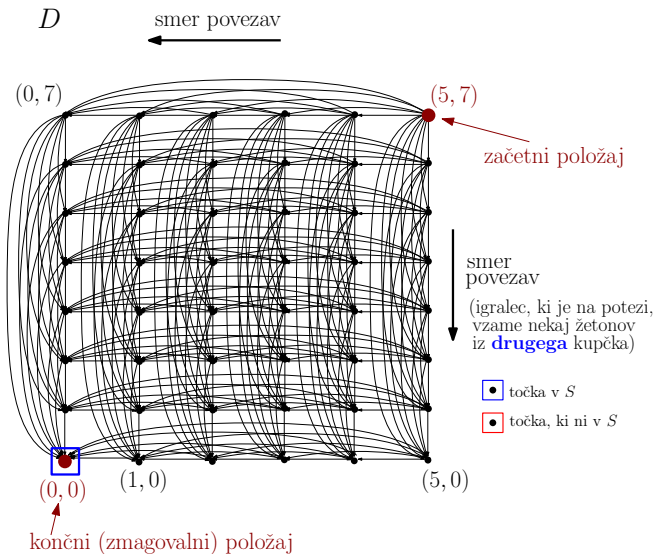 D
smer povezav
(0, 7)
(5, 7)
začetni položaj
smer
povezav
(igralec, ki je na potezi,
vzame nekaj žetonov
iz drugega kupčka)
točka v S
točka, ki ni v S
(0, 0)
(1, 0)
(5, 0)
končni (zmagovalni) položaj